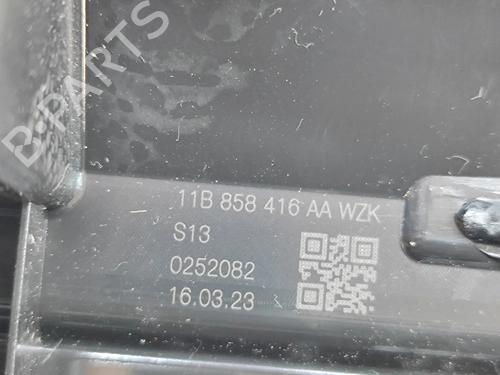 B-PARTS
11B 858 416 AA WZK
S13
0252082
16.03.23